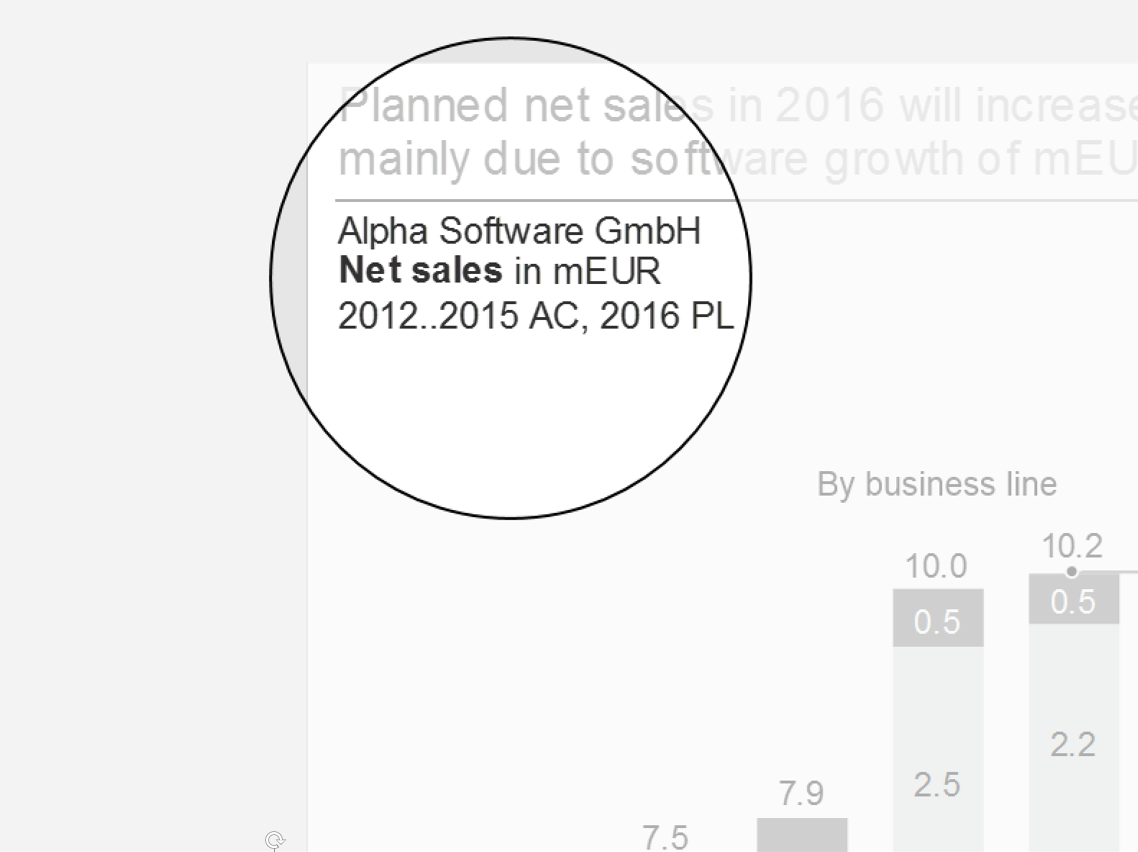 Planned net sales in 2016 will increase
mainly due to software growth of mEU
Alpha Software GmbH
Net sales in mEUR
2012..2015 AC, 2016 PL
By business line
10.2
10.0
0.5
0.5
2.2
2.5
7.9
7.5